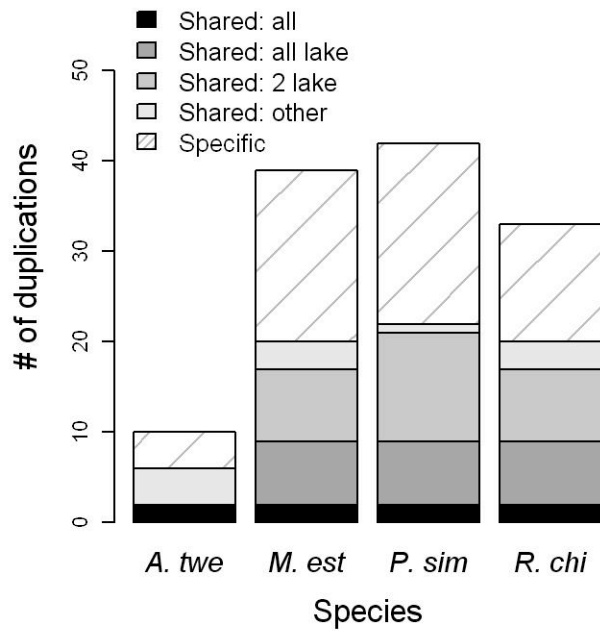 Shared: all
Shared: all lake
Shared: 2 lake
Shared: other
Specific
# of duplications
50
40
30
20
10
0
A. twe M. est P. sim R. chi
Species